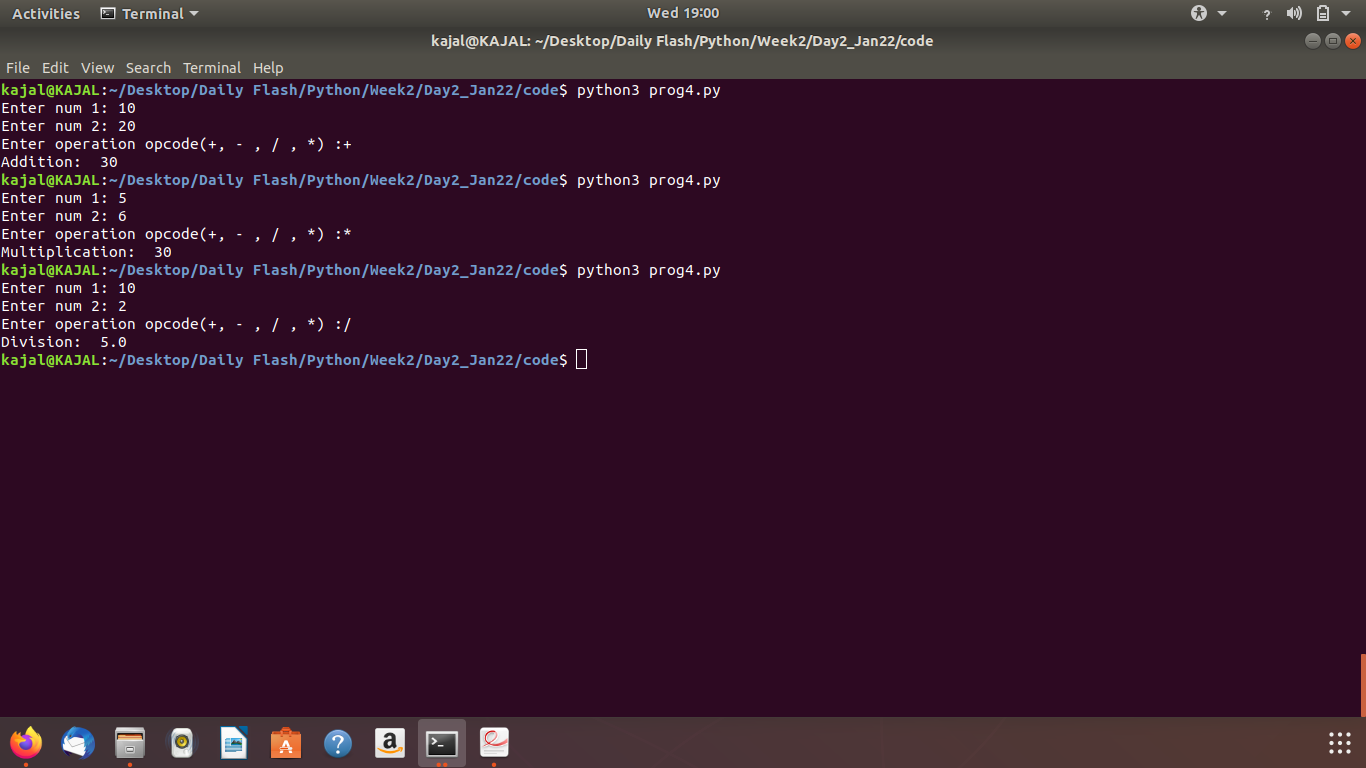 Activities Terminal Wed 19:00 ?
kajal@KAJAL: ~/Desktop/Daily Flash/Python/Week2/Day2_Jan22/code
File Edit View Search Terminal Help
kajal@KAJAL:~/Desktop/Daily Flash/Python/Week2/Day2_Jan22/code$ python3 prog4.py
Enter num 1: 10
Enter num 2: 20
Enter operation opcode(+, - , / , *) :+
Addition:  30
kajal@KAJAL:~/Desktop/Daily Flash/Python/Week2/Day2_Jan22/code$ python3 prog4.py
Enter num 1: 5
Enter num 2: 6
Enter operation opcode(+, - , / , *) :*
Multiplication:  30
kajal@KAJAL:~/Desktop/Daily Flash/Python/Week2/Day2_Jan22/code$ python3 prog4.py
Enter num 1: 10
Enter num 2: 2
Enter operation opcode(+, - , / , *) :/
Division:  5.0
kajal@KAJAL:~/Desktop/Daily Flash/Python/Week2/Day2_Jan22/code$